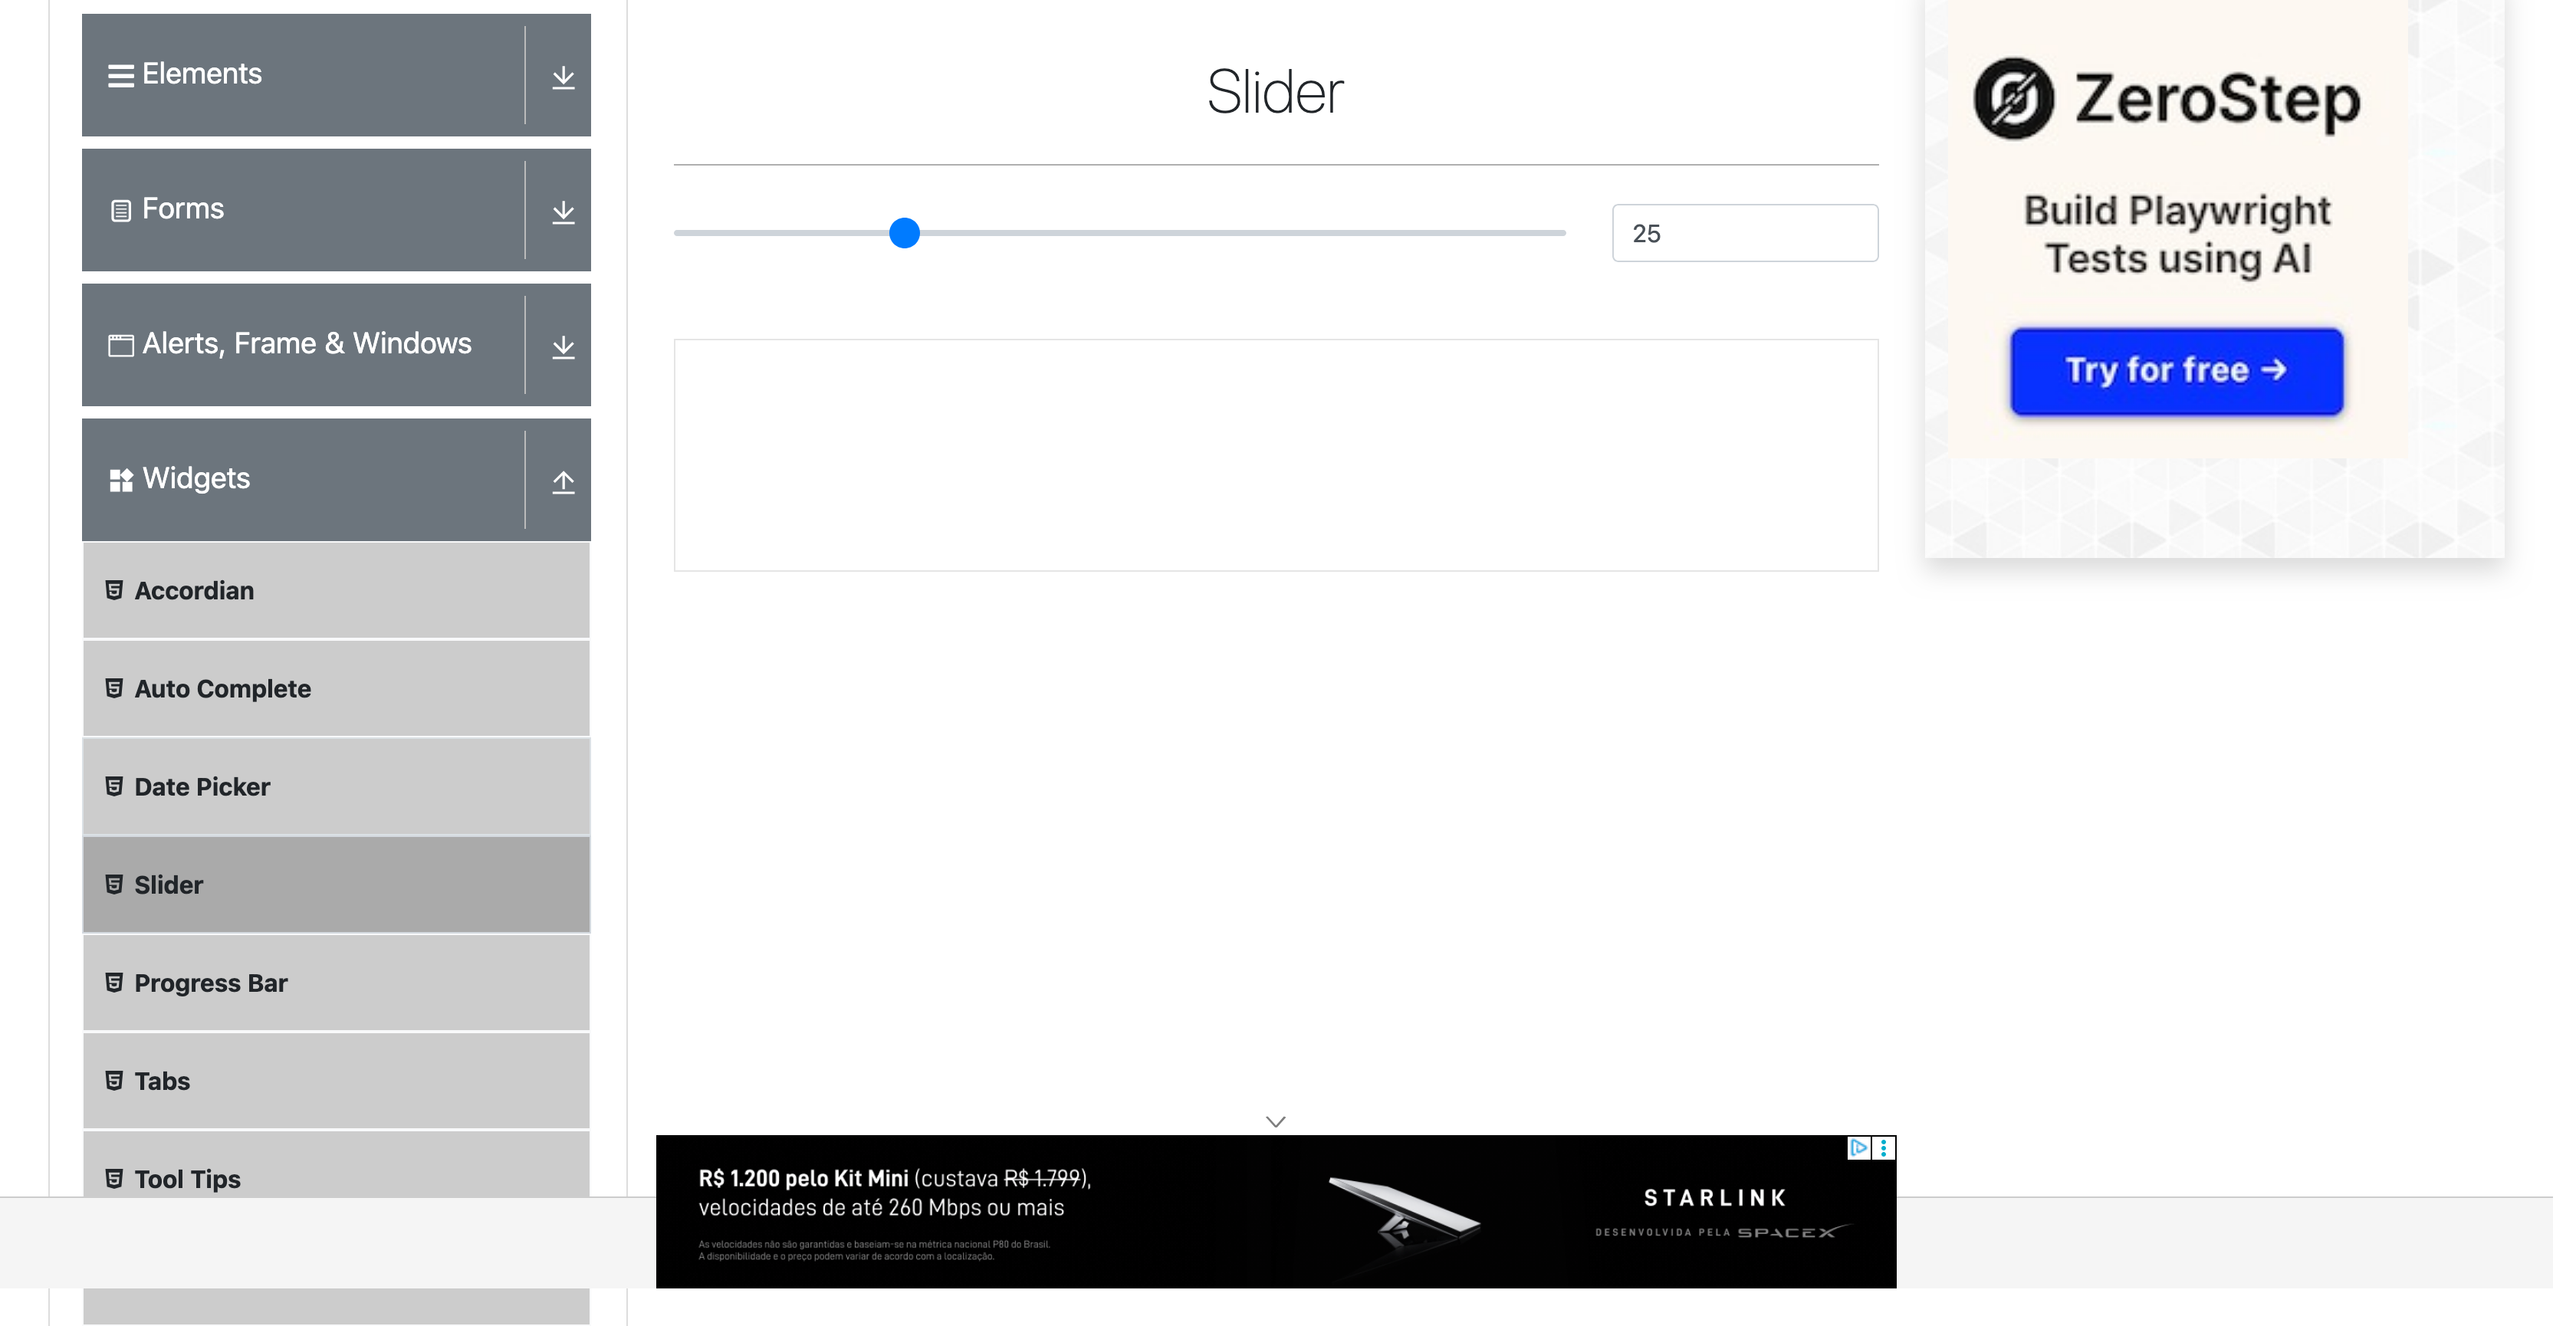 Elements
Forms
Alerts, Frame & Windows
Widgets
Accordian
Auto Complete
Date Picker
Slider
Progress Bar
Tabs
Tool Tips
Slider
25
ZeroStep
Build Playwright
Tests using AI
Try for free →
R$ 1.200 pelo Kit Mini (custava R$ 1.799),
velocidades de até 260 Mbps ou mais
As velocidades não são garantidas e baseiam-se na métrica nacional P80 do Brasil.
A disponibilidade e o preço podem variar de acordo com a localização.
STARLINK
DESENVOLVIDA PELA SPACEX